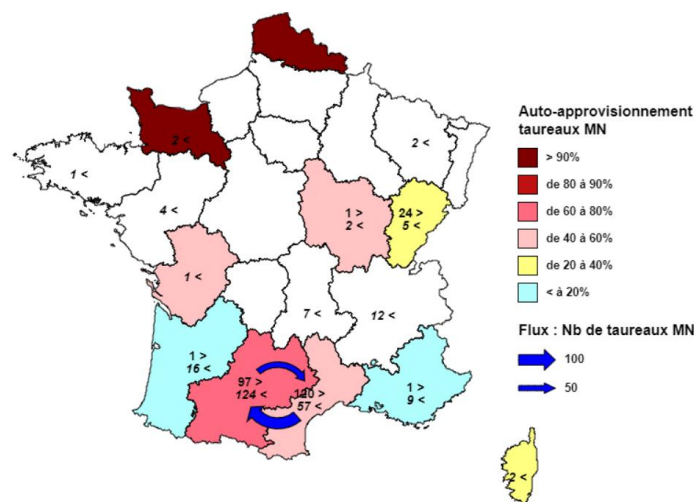 2 <
2 <
1 <
4 <
1 >
2 <
24 >
5 <
1 <
7 <
12 <
1 >
16 <
97 >
124 <
120 >
57 <
1 >
9 <
2 <
Auto-approvisionnement
taureaux MN
> 90%
de 80 à 90%
de 60 à 80%
de 40 à 60%
de 20 à 40%
< à 20%
Flux : Nb de taureaux MN
100
50